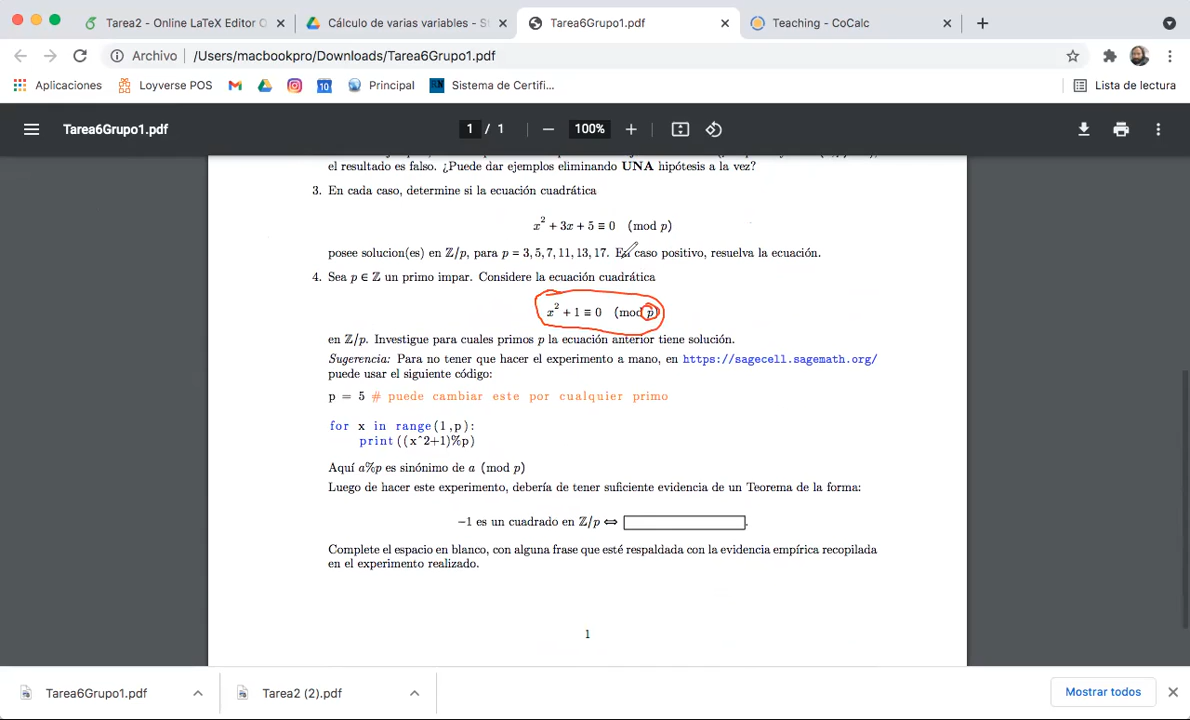 Tarea2 - Online LaTeX Editor O
Cálculo de varias variables - S
Tarea6Grupo1.pdf
Teaching - CoCalc
Archivo | /Users/macbookpro/Downloads/Tarea6Grupo1.pdf
Aplicaciones
Loyverse POS
10
Principal
Sistema de Certifi...
Lista de lectura
Tarea6Grupo1.pdf
1 / 1
100%
el resultado es falso. ¿Puede dar ejemplos eliminando UNA hipótesis a la vez?
3. En cada caso, determine si la ecuación cuadrática
x² + 3x + 5 ≡ 0 (mod p)
posee solucion(es) en ℤ/p, para p = 3, 5, 7, 11, 13, 17. En caso positivo, resuelva la ecuación.
4. Sea p ∈ ℤ un primo impar. Considere la ecuación cuadrática
x² + 1 ≡ 0 (mod p)
en ℤ/p. Investigue para cuales primos p la ecuación anterior tiene solución.
Sugerencia: Para no tener que hacer el experimento a mano, en https://sagecell.sagemath.org/
puede usar el siguiente código:
p = 5 # puede cambiar este por cualquier primo
for x in range(1,p):
print((x^2+1)%p)
Aquí a%p es sinónimo de a (mod p)
Luego de hacer este experimento, debería de tener suficiente evidencia de un Teorema de la forma:
−1 es un cuadrado en ℤ/p ⟺ .
Complete el espacio en blanco, con alguna frase que esté respaldada con la evidencia empírica recopilada
en el experimento realizado.
1
Tarea6Grupo1.pdf
Tarea2 (2).pdf
Mostrar todos